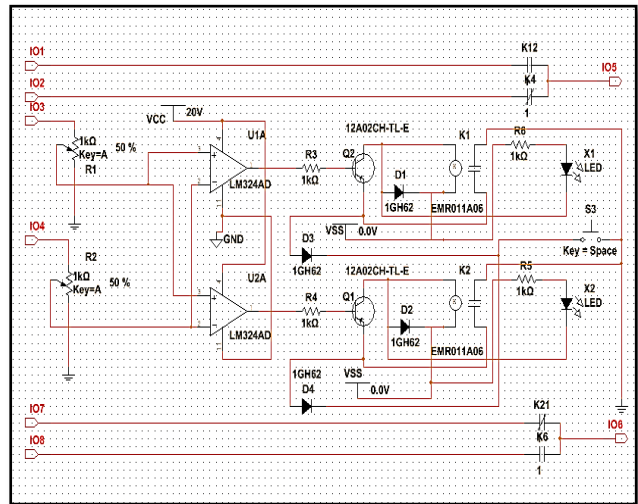 IO1
K12
IO2
K4
IO5
IO3
1
20V
VCC
U1A
1kΩ
50 %
Key=A
R1
12A02CH-TL-E
R3
1kΩ
Q2
K1
R6
1kΩ
X1
LED
D1
1GH62
LM324AD
EMR011A06
VSS
0.0V
S3
Key = Space
IO4
GND
D3
1GH62
R2
1kΩ
50 %
Key=A
U2A
12A02CH-TL-E
R4
1kΩ
Q1
K2
R5
1kΩ
X2
LED
D2
1GH62
LM324AD
EMR011A06
1GH62
D4
VSS
0.0V
IO7
K21
IO6
IO8
K6
1